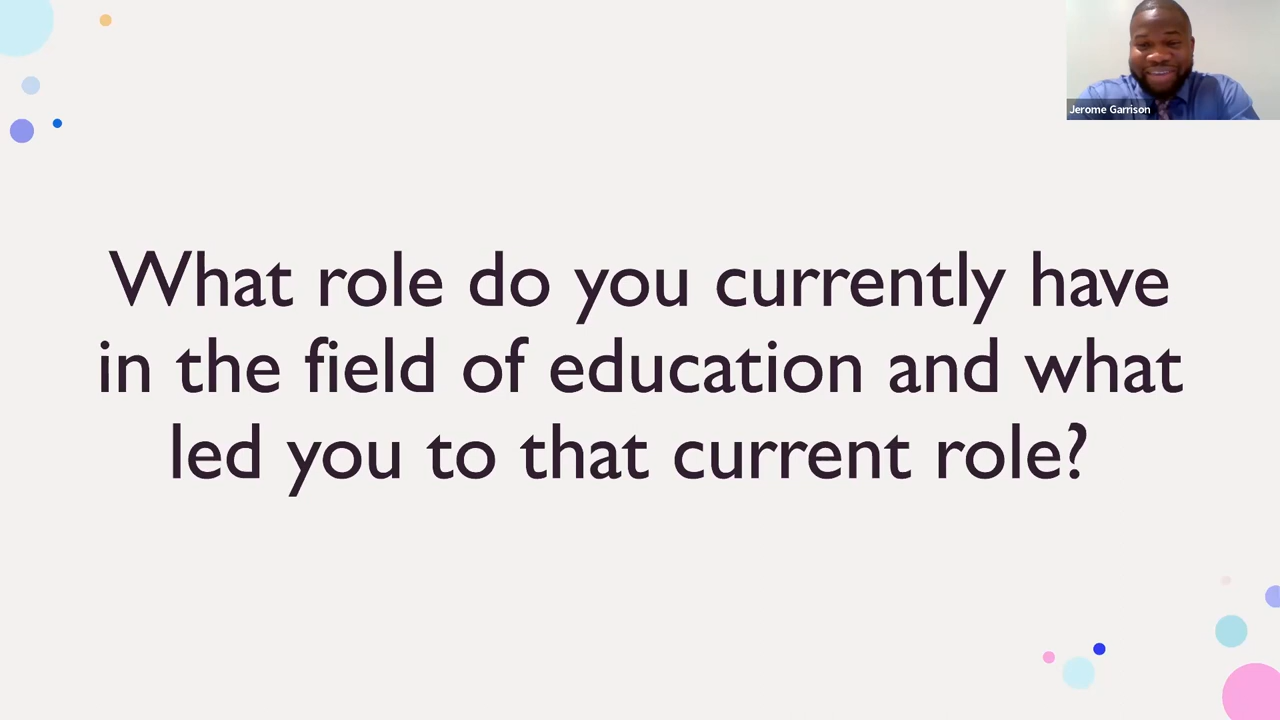 Jerome Garrison
What role do you currently have
in the field of education and what
led you to that current role?